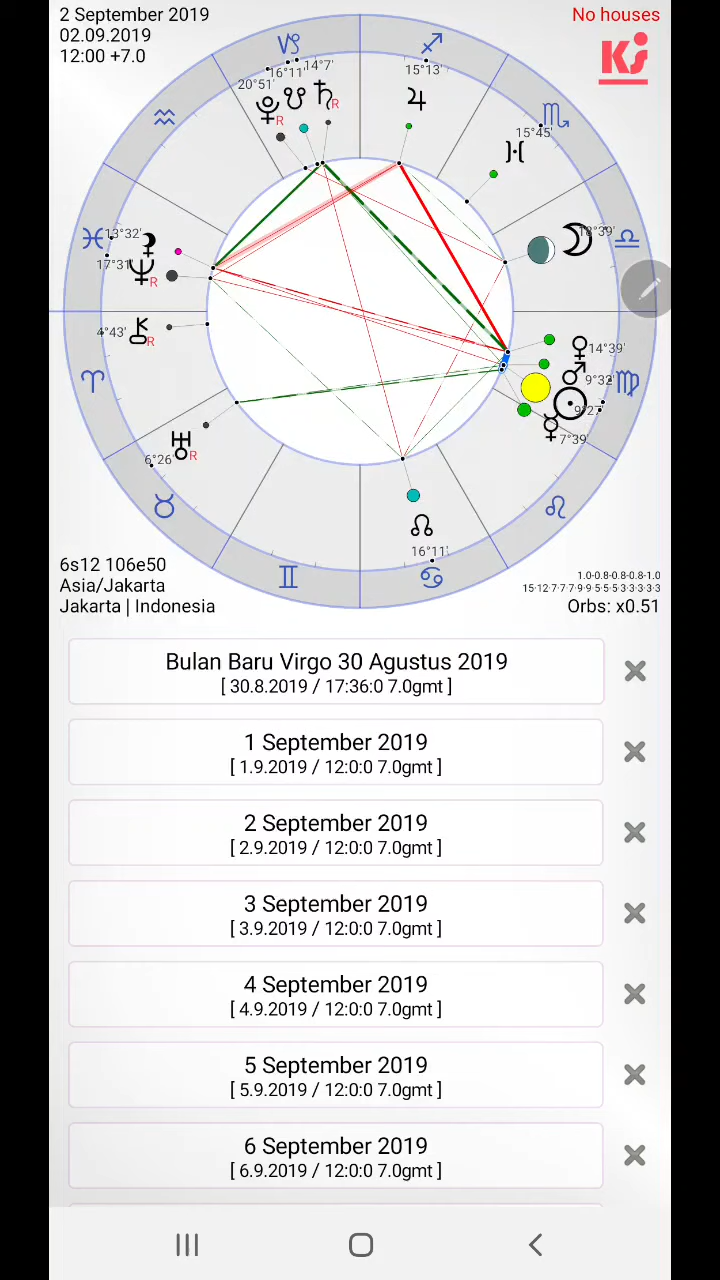 2 September 2019
02.09.2019
12:00 +7.0
No houses
KS
20°51'
16°11'
14°7'
15°13'
15°45'
18°39'
13°32'
17°31'
4°43'
6°26'
14°39'
9°32'
9°27'
7°39'
16°11'
R
R
R
R
R
6s12 106e50
Asia/Jakarta
Jakarta | Indonesia
1.0-0.8-0.8-0.8-1.0
15-12-7-7-7-9-9-5-5-5-3-3-3-3-3
Orbs: x0.51
Bulan Baru Virgo 30 Agustus 2019
[ 30.8.2019 / 17:36:0 7.0gmt ]
1 September 2019
[ 1.9.2019 / 12:0:0 7.0gmt ]
2 September 2019
[ 2.9.2019 / 12:0:0 7.0gmt ]
3 September 2019
[ 3.9.2019 / 12:0:0 7.0gmt ]
4 September 2019
[ 4.9.2019 / 12:0:0 7.0gmt ]
5 September 2019
[ 5.9.2019 / 12:0:0 7.0gmt ]
6 September 2019
[ 6.9.2019 / 12:0:0 7.0gmt ]